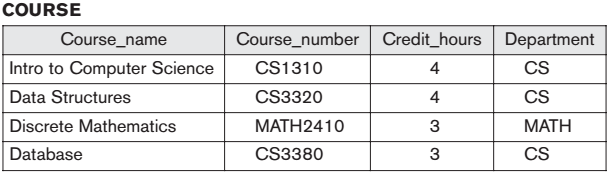 COURSE
Course_name Course_number Credit_hours Department
Intro to Computer Science CS1310 4 CS
Data Structures CS3320 4 CS
Discrete Mathematics MATH2410 3 MATH
Database CS3380 3 CS